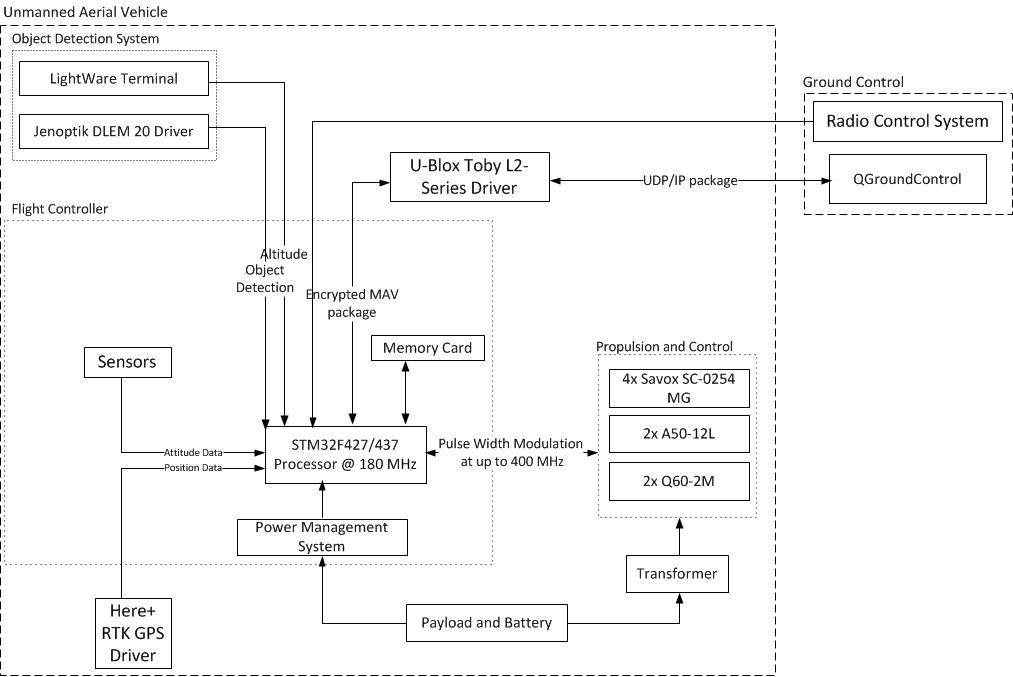 Unmanned Aerial Vehicle
Object Detection System
LightWare Terminal
Jenoptik DLEM 20 Driver
Ground Control
Radio Control System
QGroundControl
U-Blox Toby L2-
Series Driver
UDP/IP package
Flight Controller
Altitude
Object
Detection
Encrypted MAV
package
Memory Card
Sensors
Propulsion and Control
4x Savox SC-0254
MG
2x A50-12L
2x Q60-2M
STM32F427/437
Processor @ 180 MHz
Pulse Width Modulation
at up to 400 MHz
Attitude Data
Position Data
Power Management
System
Transformer
Here+
RTK GPS
Driver
Payload and Battery